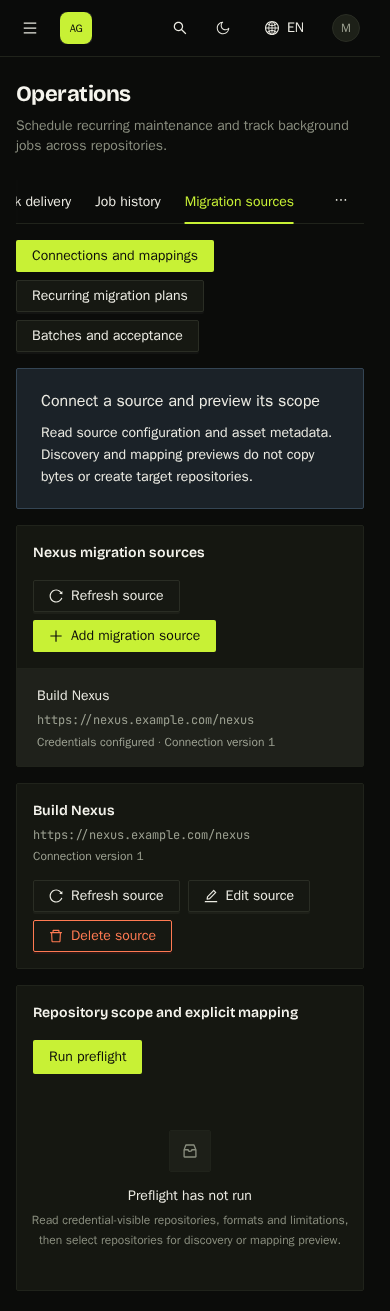 AG
EN
M
Operations
Schedule recurring maintenance and track background
jobs across repositories.
k delivery
Job history
Migration sources
···
Connections and mappings
Recurring migration plans
Batches and acceptance
Connect a source and preview its scope
Read source configuration and asset metadata.
Discovery and mapping previews do not copy
bytes or create target repositories.
Nexus migration sources
Refresh source
Add migration source
Build Nexus
https://nexus.example.com/nexus
Credentials configured · Connection version 1
Build Nexus
https://nexus.example.com/nexus
Connection version 1
Refresh source
Edit source
Delete source
Repository scope and explicit mapping
Run preflight
Preflight has not run
Read credential-visible repositories, formats and limitations,
then select repositories for discovery or mapping preview.